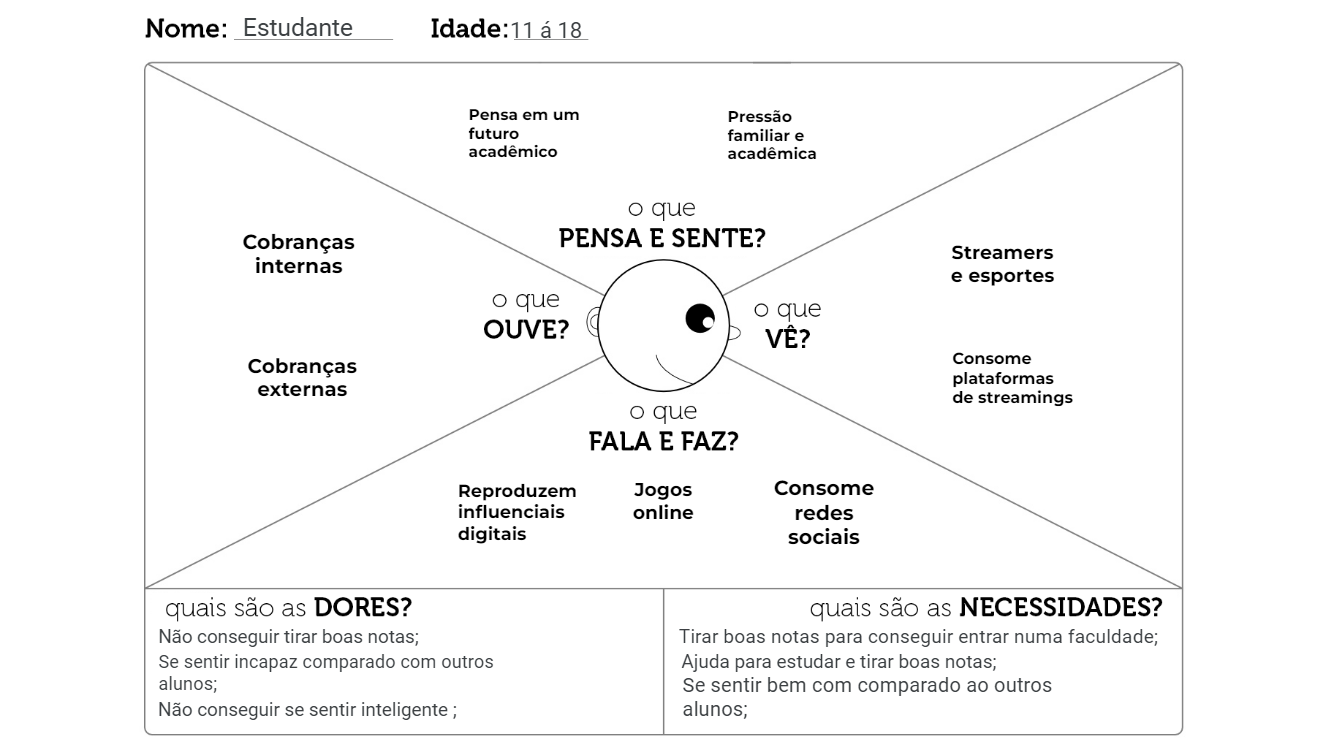 Nome: Estudante Idade: 11 á 18
Pensa em um
futuro
acadêmico
Pressão
familiar e
acadêmica
o que
PENSA E SENTE?
Cobranças
internas
Cobranças
externas
o que
OUVE?
o que
VÊ?
Streamers
e esportes
Consome
plataformas
de streamings
o que
FALA E FAZ?
Reproduzem
influenciais
digitais
Jogos
online
Consome
redes
sociais
quais são as DORES?
Não conseguir tirar boas notas;
Se sentir incapaz comparado com outros
alunos;
Não conseguir se sentir inteligente ;
quais são as NECESSIDADES?
Tirar boas notas para conseguir entrar numa faculdade;
Ajuda para estudar e tirar boas notas;
Se sentir bem com comparado ao outros
alunos;